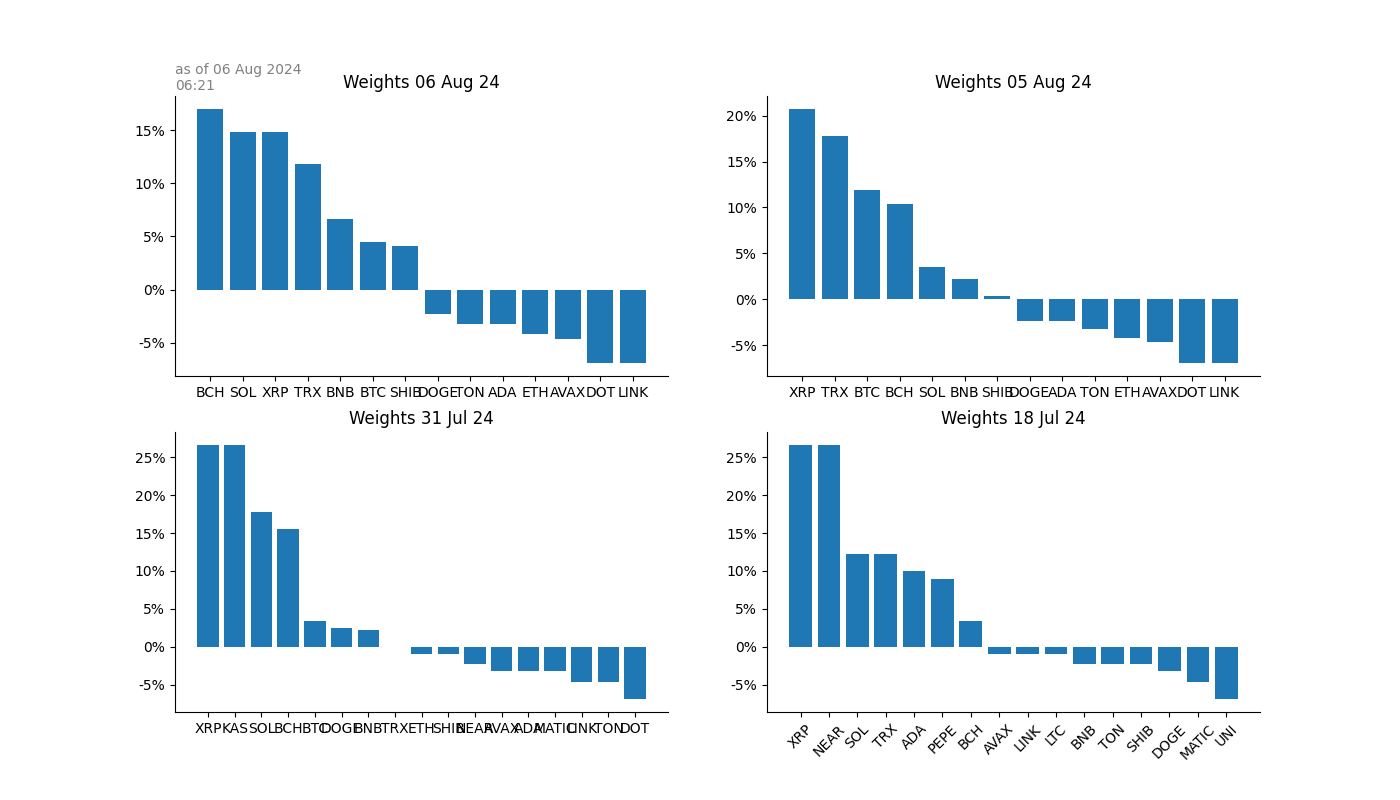 as of 06 Aug 2024
06:21
Weights 06 Aug 24
15%
10%
5%
0%
-5%
BCH SOL XRP TRX BNB BTC SHIB DOGE TON ADA ETH AVAX DOT LINK
Weights 05 Aug 24
20%
15%
10%
5%
0%
-5%
XRP TRX BTC BCH SOL BNB SHIB DOGE ADA TON ETH AVAX DOT LINK
Weights 31 Jul 24
25%
20%
15%
10%
5%
0%
-5%
XRP KAS SOL BCH BTC DOGE BNB TRX ETH SHIB NEAR AVAX ADA MATIC LINK TON DOT
Weights 18 Jul 24
25%
20%
15%
10%
5%
0%
-5%
XRP NEAR SOL TRX ADA PEPE BCH AVAX LINK LTC BNB TON SHIB DOGE MATIC UNI